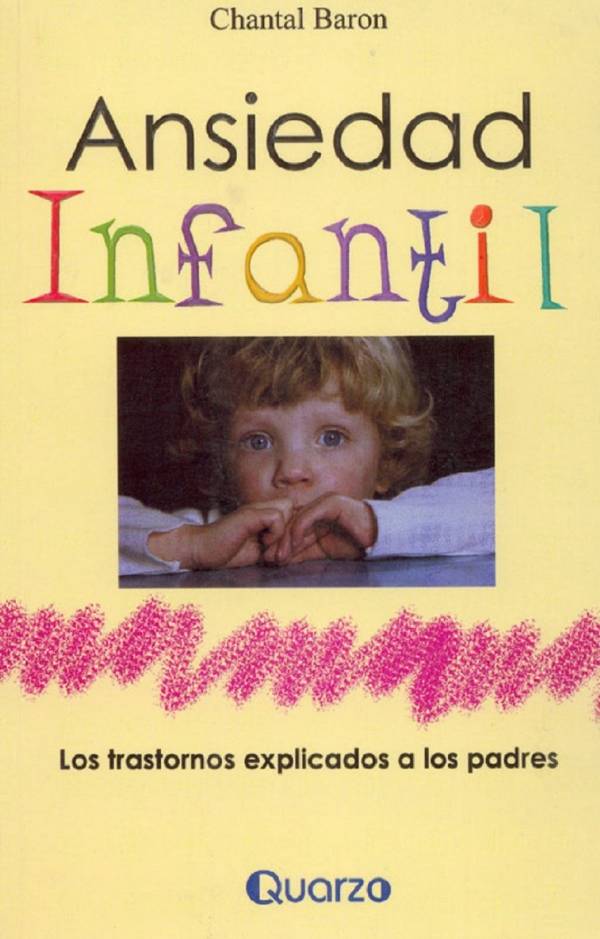 Chantal Baron
Ansiedad
Infantil
Los trastornos explicados a los padres
Quarzo